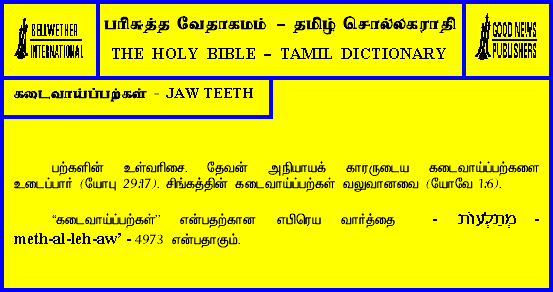 BELLWETHER
INTERNATIONAL
பரிசுத்த வேதாகமம் – தமிழ் சொல்லகராதி
THE HOLY BIBLE – TAMIL DICTIONARY
GOOD NEWS
PUBLISHERS
கடைவாய்ப்பற்கள் - JAW TEETH
பற்களின் உள்வரிசை. தேவன் அநியாயக் காரருடைய கடைவாய்ப்பற்களை
உடைப்பார் (யோபு 29:17). சிங்கத்தின் கடைவாய்ப்பற்கள் வலுவானவை (யோவே 1:6).
“கடைவாய்ப்பற்கள்” என்பதற்கான எபிரெய வார்த்தை - מְתַלְּעוֹת -
meth-al-leh-aw’ - 4973 என்பதாகும்.